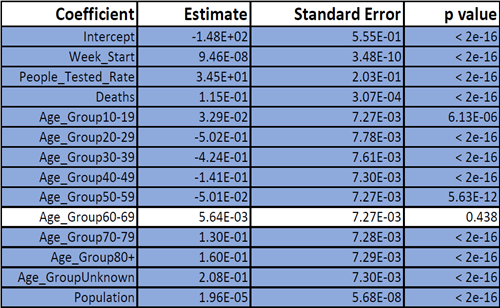 Coefficient Estimate Standard Error p value
Intercept -1.48E+02 5.55E-01 < 2e-16
Week_Start 9.46E-08 3.48E-10 < 2e-16
People_Tested_Rate 3.45E+01 2.03E-01 < 2e-16
Deaths 1.15E-01 3.07E-04 < 2e-16
Age_Group10-19 3.29E-02 7.27E-03 6.13E-06
Age_Group20-29 -5.02E-01 7.78E-03 < 2e-16
Age_Group30-39 -4.24E-01 7.61E-03 < 2e-16
Age_Group40-49 -1.41E-01 7.30E-03 < 2e-16
Age_Group50-59 -5.01E-02 7.27E-03 5.63E-12
Age_Group60-69 5.64E-03 7.27E-03 0.438
Age_Group70-79 1.30E-01 7.28E-03 < 2e-16
Age_Group80+ 1.60E-01 7.29E-03 < 2e-16
Age_GroupUnknown 2.08E-01 7.30E-03 < 2e-16
Population 1.96E-05 5.68E-08 < 2e-16